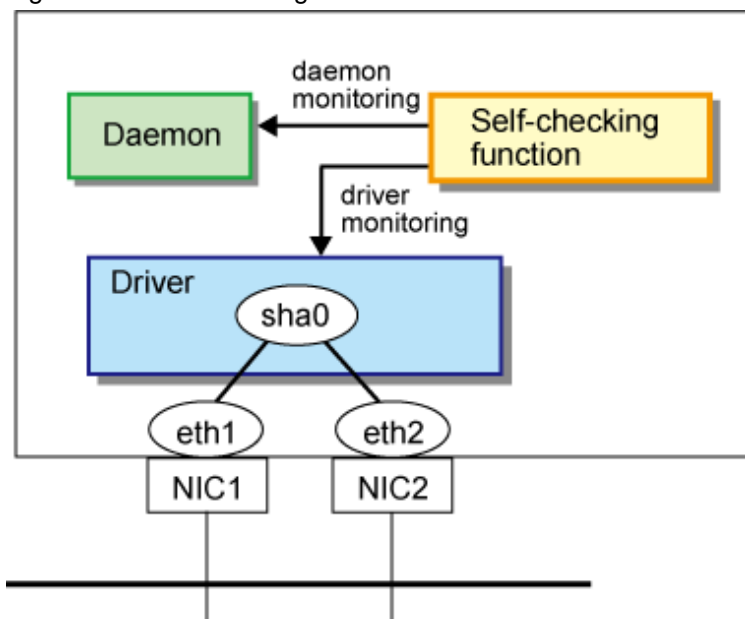 daemon
monitoring
Daemon
Self-checking
function
driver
monitoring
Driver
sha0
eth1
eth2
NIC1
NIC2